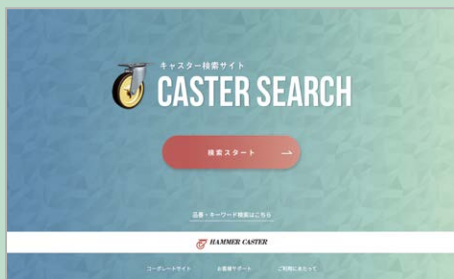 キャスター検索サイト
CASTER SEARCH
検索スタート
品番・キーワード検索はこちら
HAMMER CASTER
コーポレートサイト お客様サポート ご利用にあたって